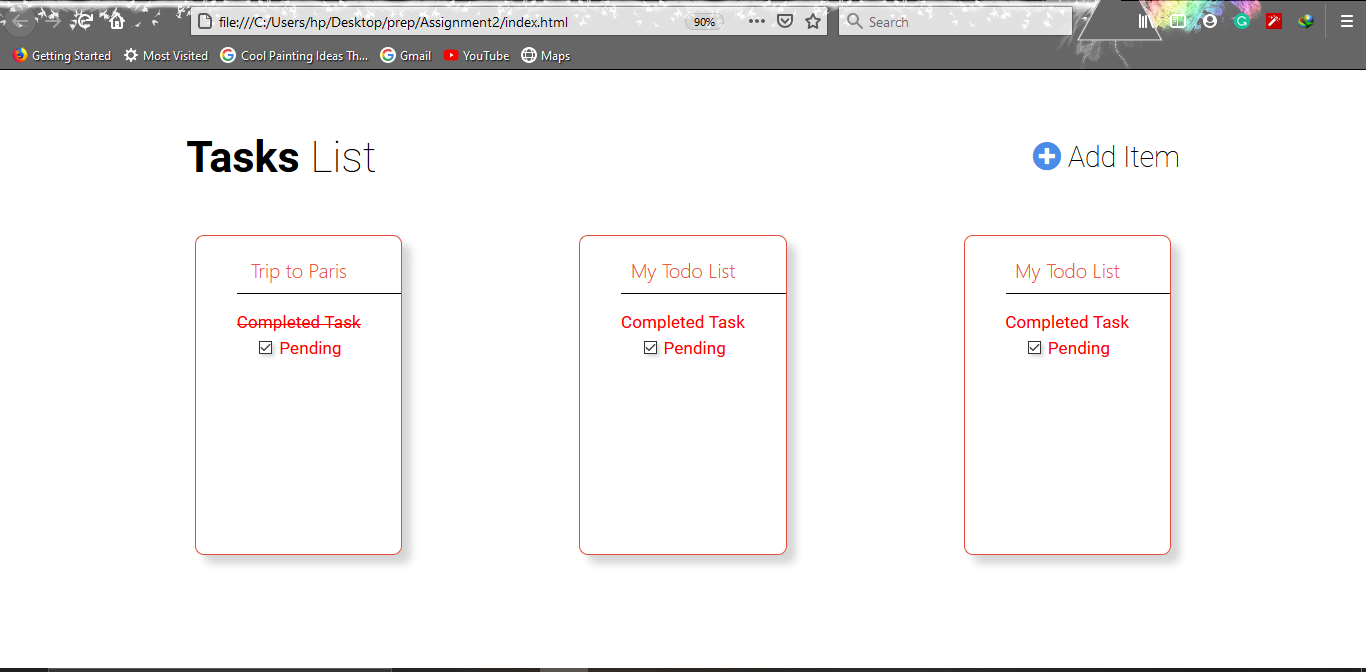 file:///C:/Users/hp/Desktop/prep/Assignment2/index.html 90% Search
Getting Started Most Visited Cool Painting Ideas Th... Gmail YouTube Maps
Tasks List
Add Item
Trip to Paris
Completed Task
Pending
My Todo List
Completed Task
Pending
My Todo List
Completed Task
Pending